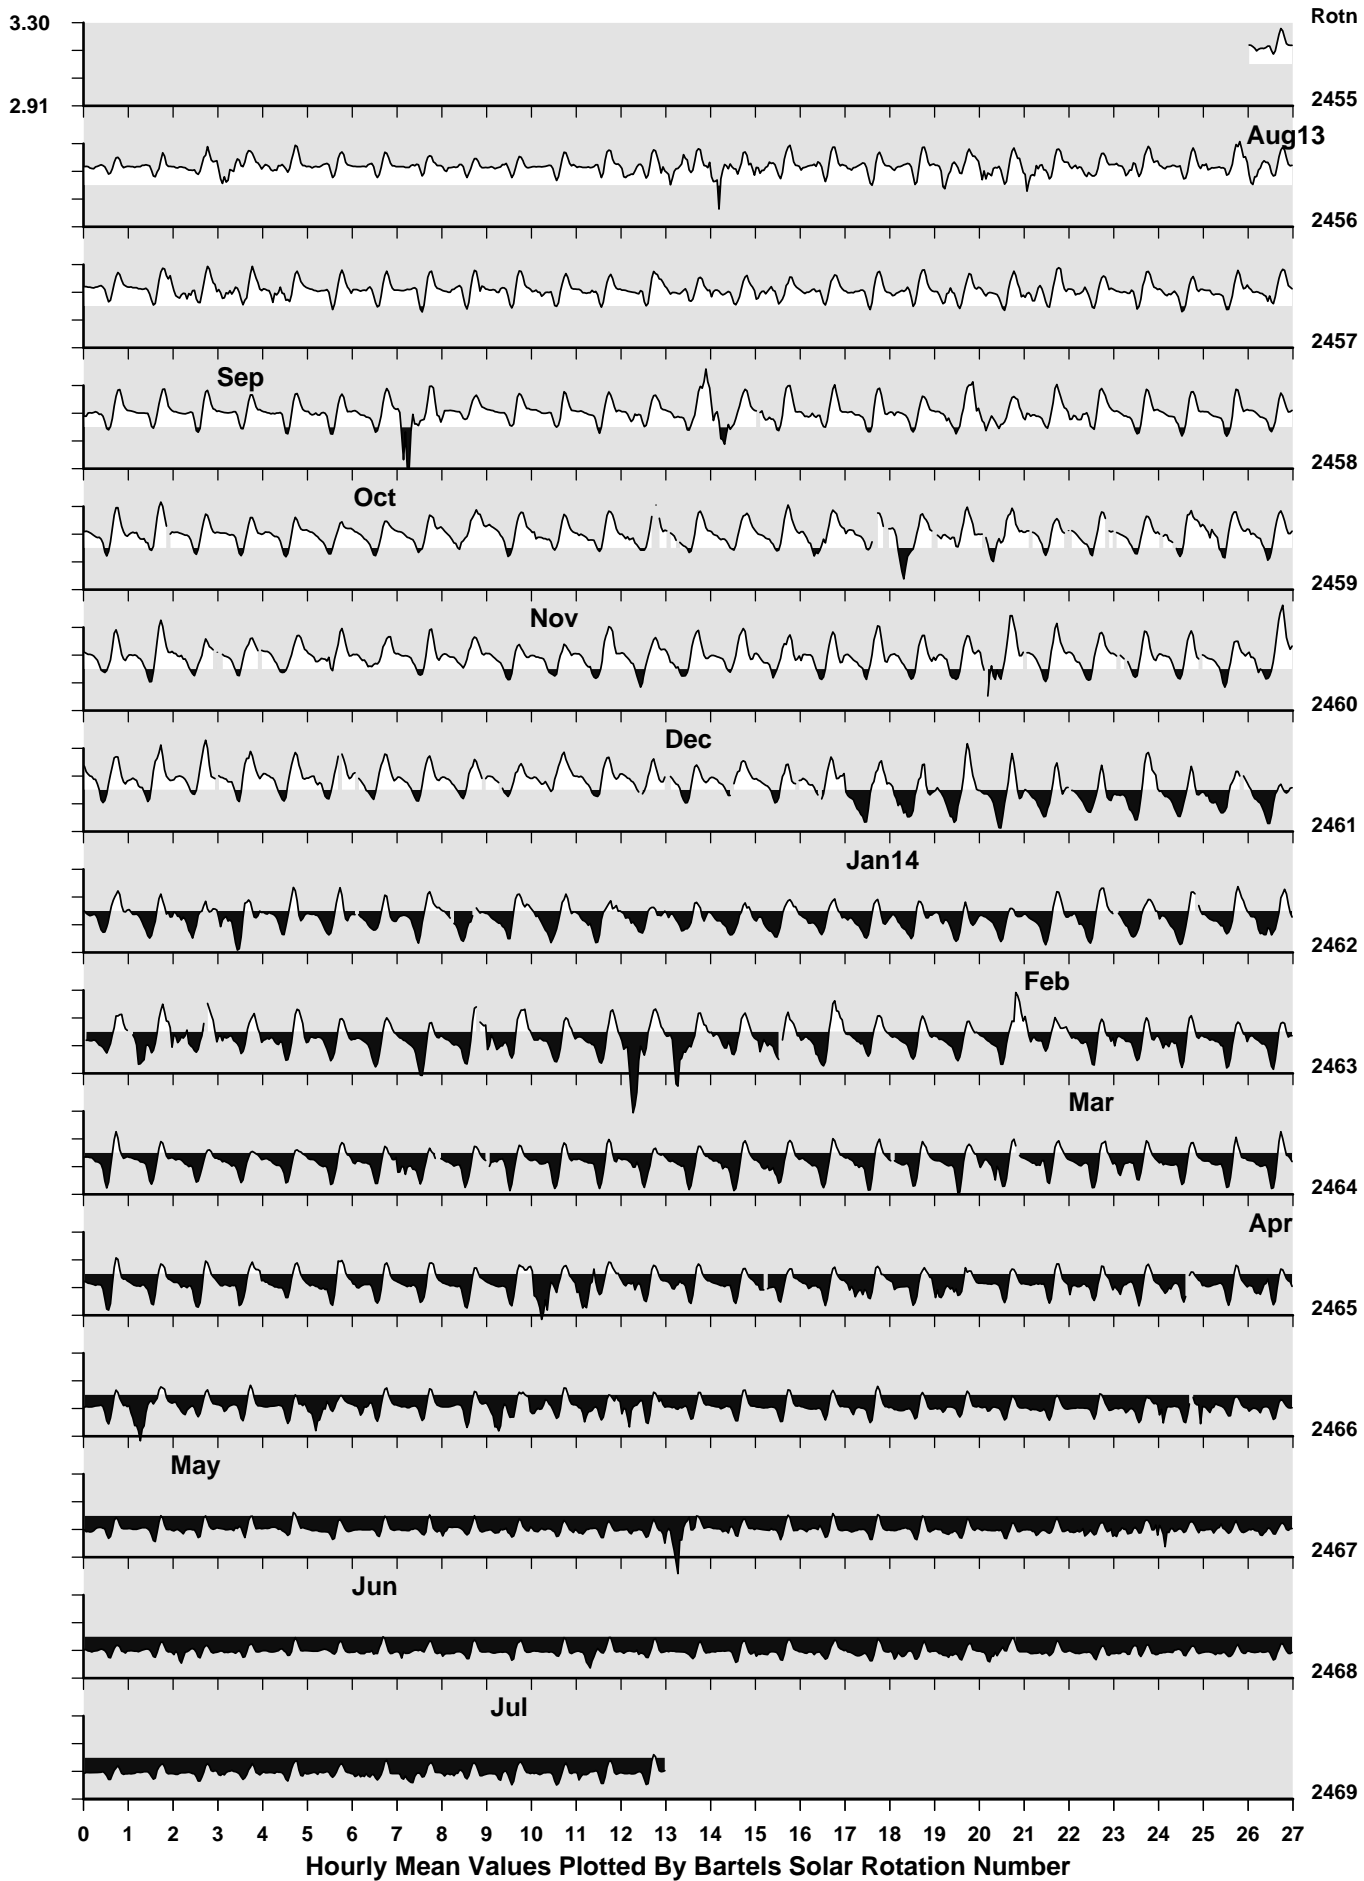 3.30
Rotn
2.91
2455
Aug13
2456
2457
Sep
2458
Oct
2459
Nov
2460
Dec
2461
Jan14
2462
Feb
2463
Mar
2464
Apr
2465
2466
May
2467
Jun
2468
Jul
2469
0 1 2 3 4 5 6 7 8 9 10 11 12 13 14 15 16 17 18 19 20 21 22 23 24 25 26 27
Hourly Mean Values Plotted By Bartels Solar Rotation Number